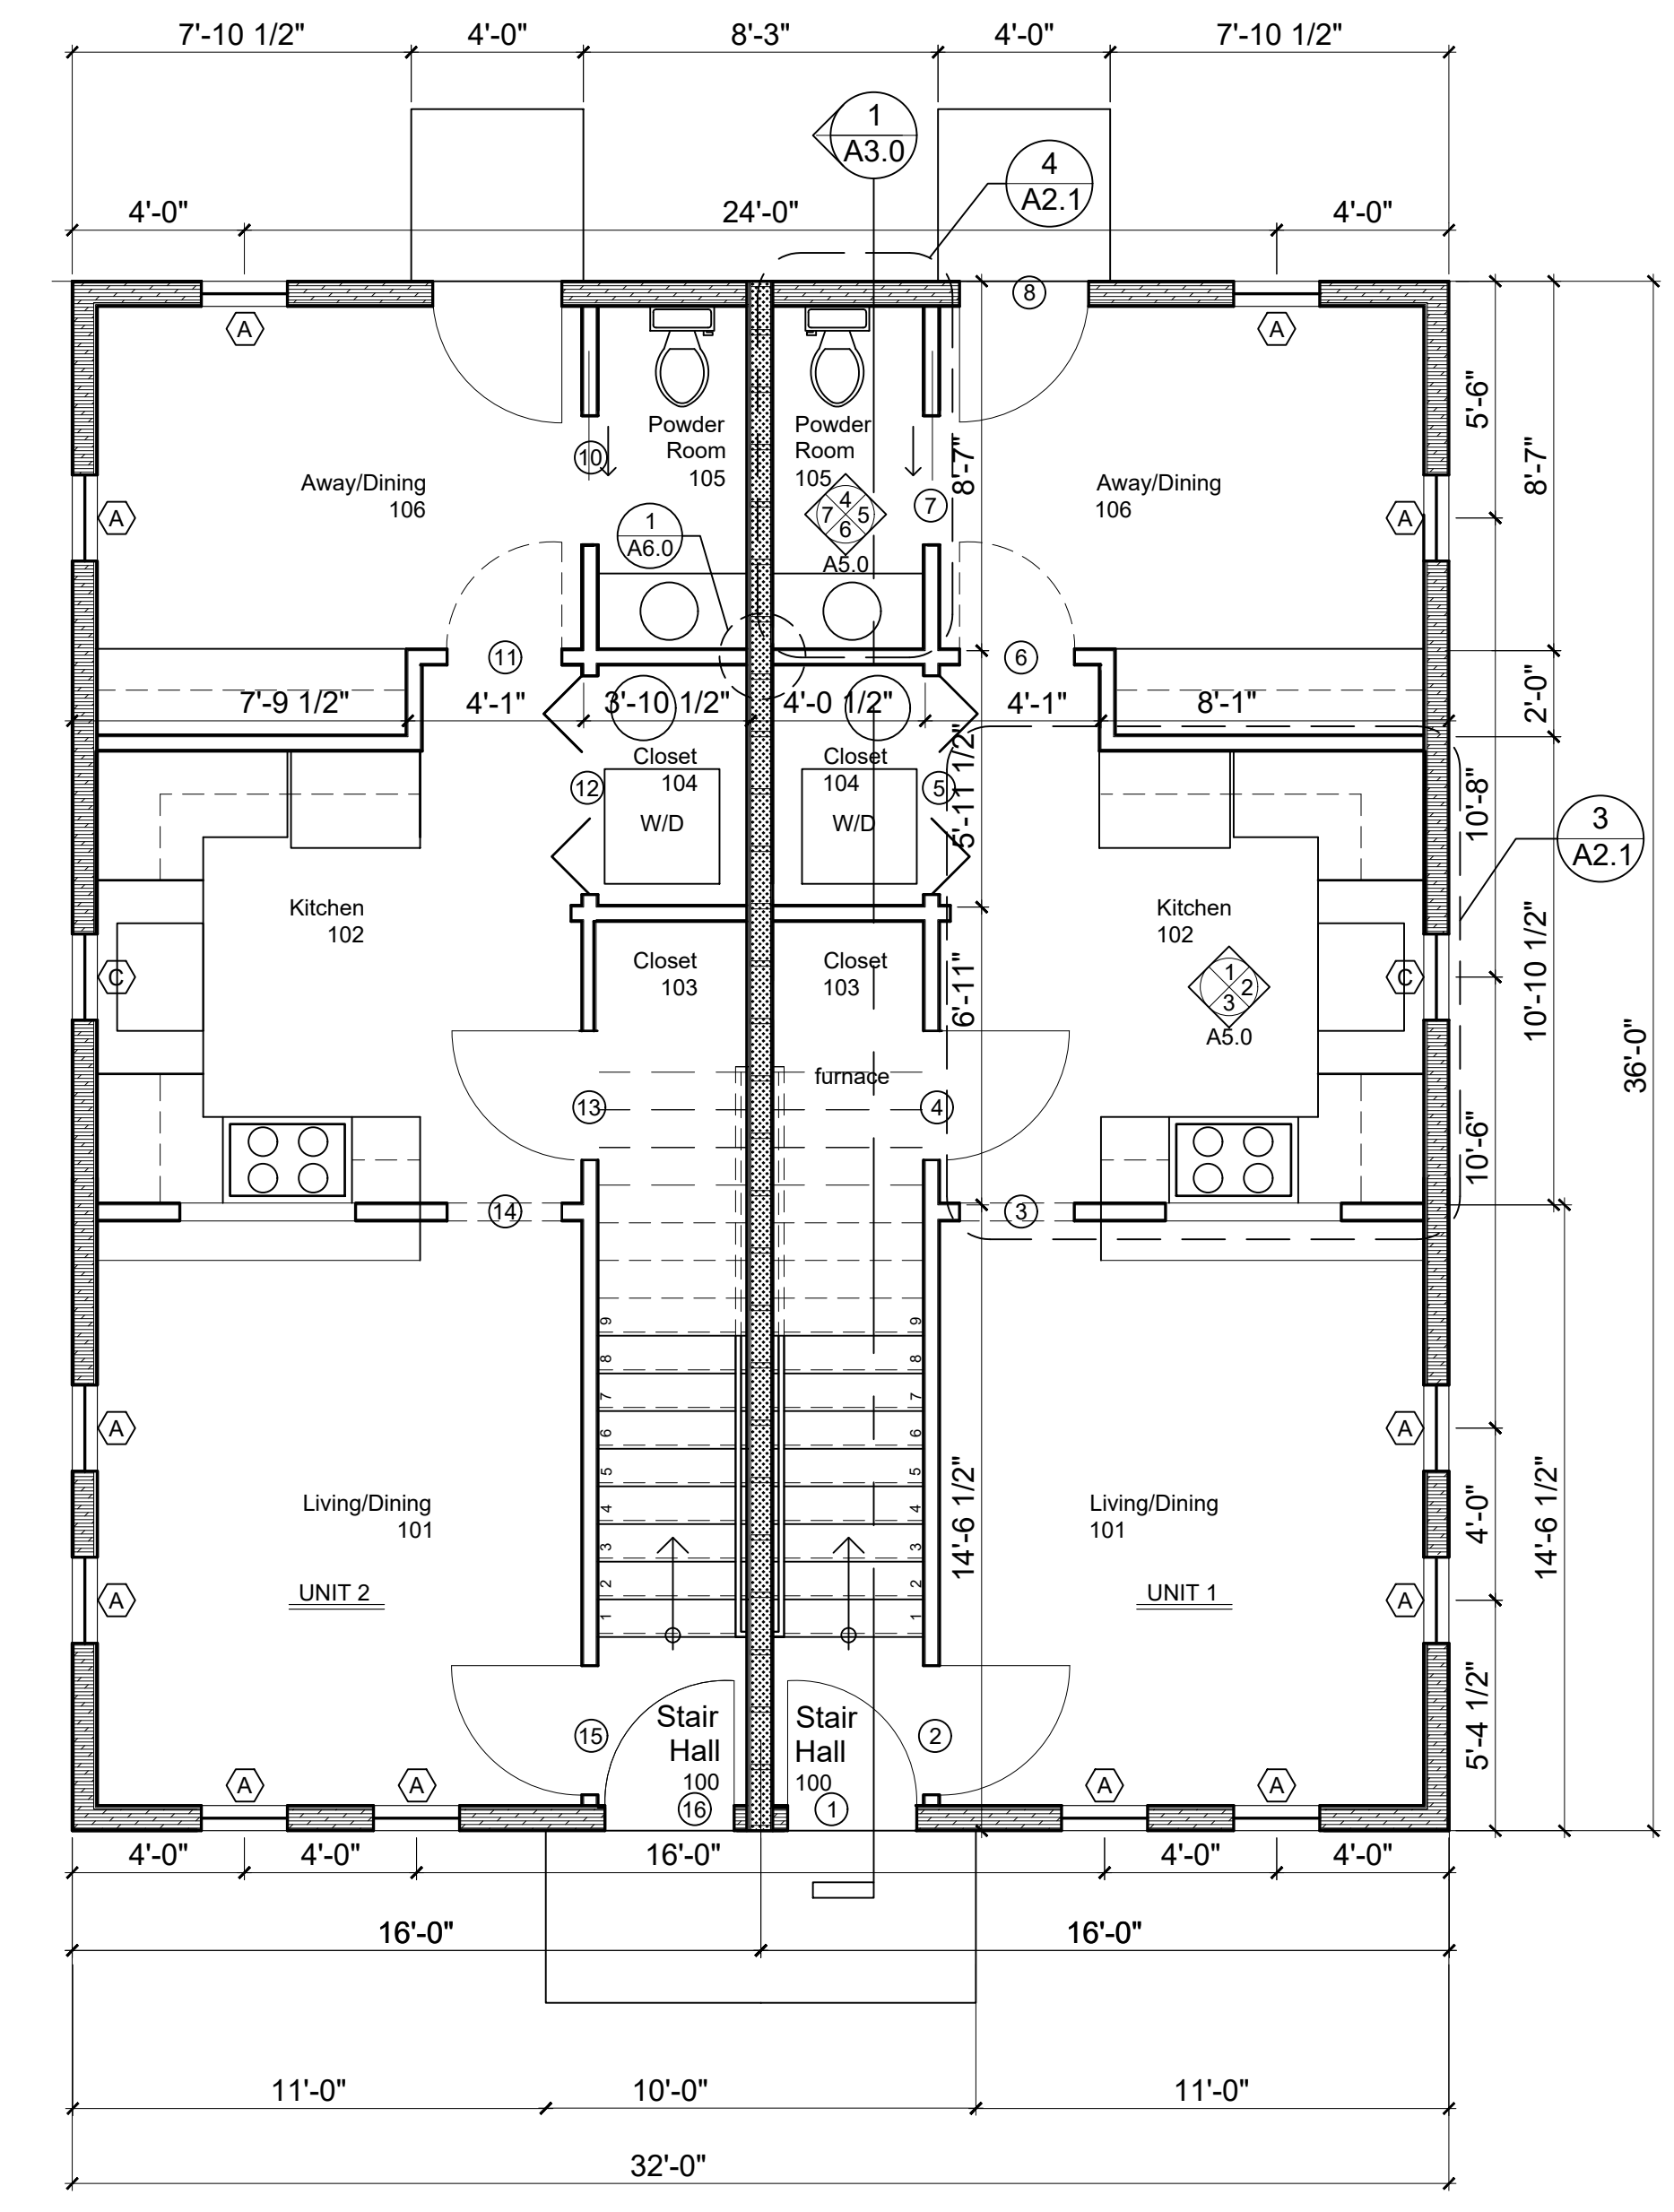 7'-10 1/2" 4'-0" 8'-3" 4'-0" 7'-10 1/2"
1
A3.0
4
A2.1
4'-0" 24'-0" 4'-0"
8
A A
5'-6"
8'-7"
Powder
Room
105
Powder
Room
105
10
8'-7"
Away/Dining
106
Away/Dining
106
A
7
A
4
7 5
6
A5.0
1
A6.0
11
6
7'-9 1/2" 4'-1" 3'-10 1/2" 4'-0 1/2" 4'-1" 8'-1"
2'-0"
Closet
104
Closet
104
12
5
5'-11 1/2"
W/D W/D
10'-8"
3
A2.1
Kitchen
102
Kitchen
102
Closet
103
Closet
103
6'-11"
C
1
2
3
A5.0
C
10'-10 1/2"
36'-0"
furnace
13
4
10'-6"
14
3
9 9
8 8
7 7
6 6
5 5
4 4
3 3
2 2
1 1
A A
Living/Dining
101
Living/Dining
101
14'-6 1/2"
4'-0"
14'-6 1/2"
UNIT 2 UNIT 1
A A
5'-4 1/2"
Stair
Hall
100
Stair
Hall
100
15
2
16
1
A A A A
4'-0" 4'-0" 16'-0" 4'-0" 4'-0"
16'-0" 16'-0"
11'-0" 10'-0" 11'-0"
32'-0"